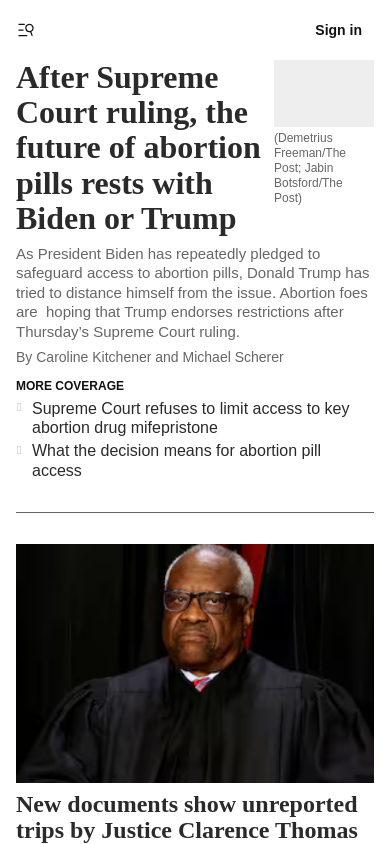 Sign in
After Supreme
Court ruling, the
future of abortion
pills rests with
Biden or Trump
(Demetrius
Freeman/The
Post; Jabin
Botsford/The
Post)
As President Biden has repeatedly pledged to
safeguard access to abortion pills, Donald Trump has
tried to distance himself from the issue. Abortion foes
are  hoping that Trump endorses restrictions after
Thursday’s Supreme Court ruling.
By Caroline Kitchener and Michael Scherer
MORE COVERAGE
Supreme Court refuses to limit access to key
abortion drug mifepristone
What the decision means for abortion pill
access
New documents show unreported
trips by Justice Clarence Thomas